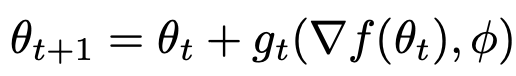 θ_{t+1} = θ_t + g_t(∇f(θ_t), ϕ)